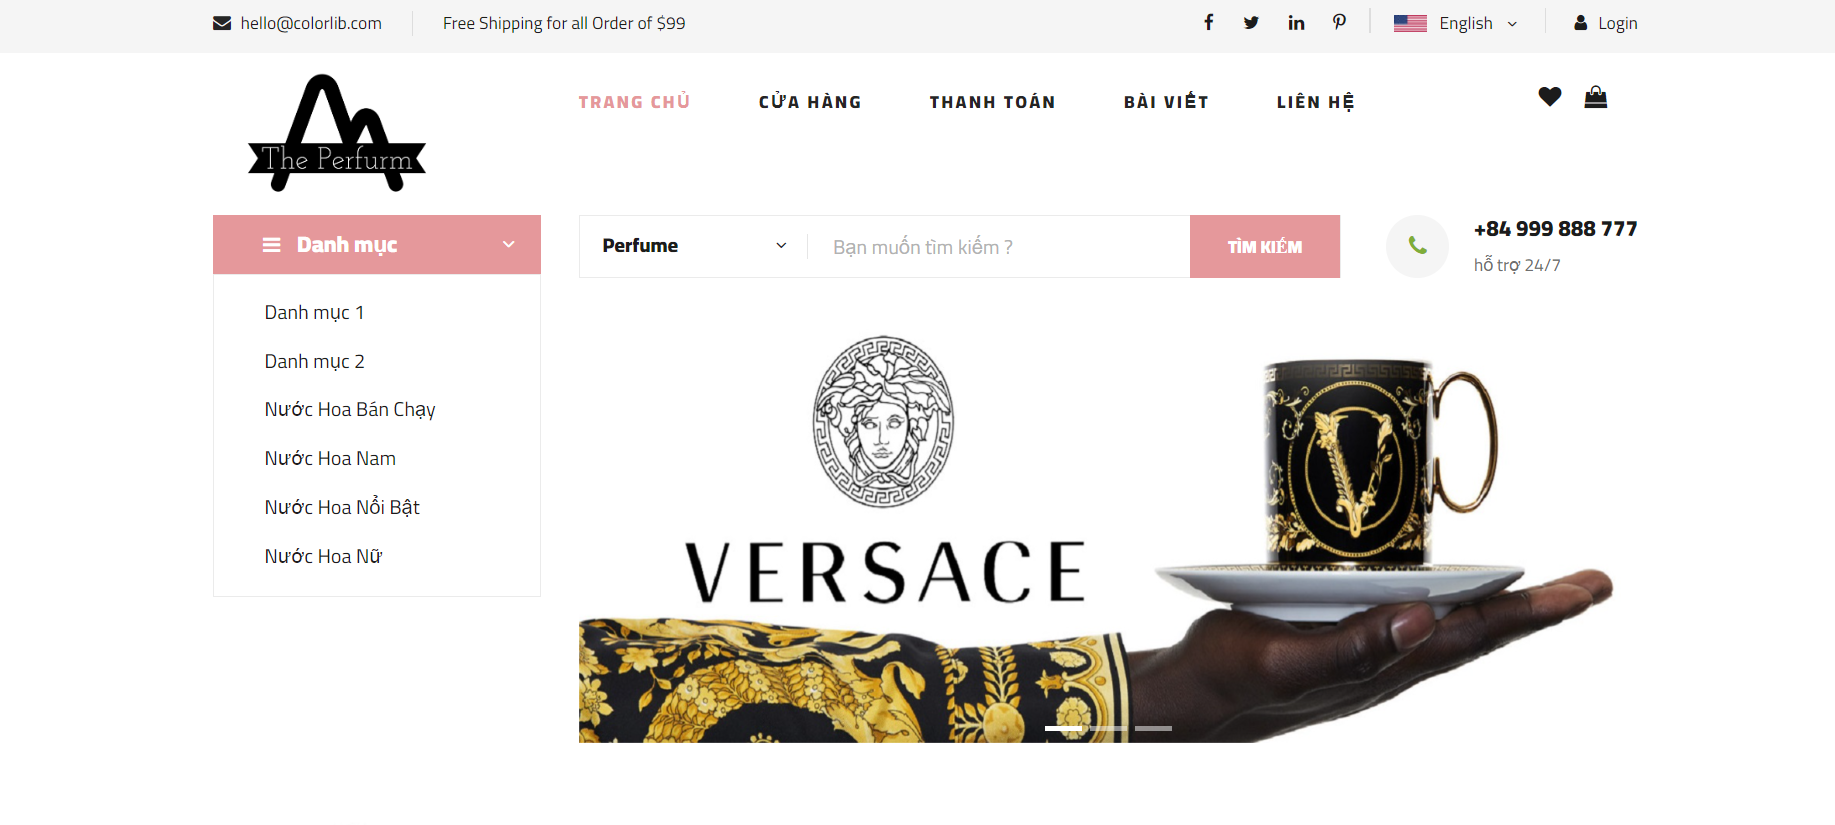 hello@colorlib.com
Free Shipping for all Order of $99
English
Login
The Perfurm
TRANG CHỦ
CỬA HÀNG
THANH TOÁN
BÀI VIẾT
LIÊN HỆ
Danh mục
Perfume
Bạn muốn tìm kiếm ?
TÌM KIẾM
+84 999 888 777
hỗ trợ 24/7
Danh mục 1
Danh mục 2
Nước Hoa Bán Chạy
Nước Hoa Nam
Nước Hoa Nổi Bật
Nước Hoa Nữ
VERSACE
V